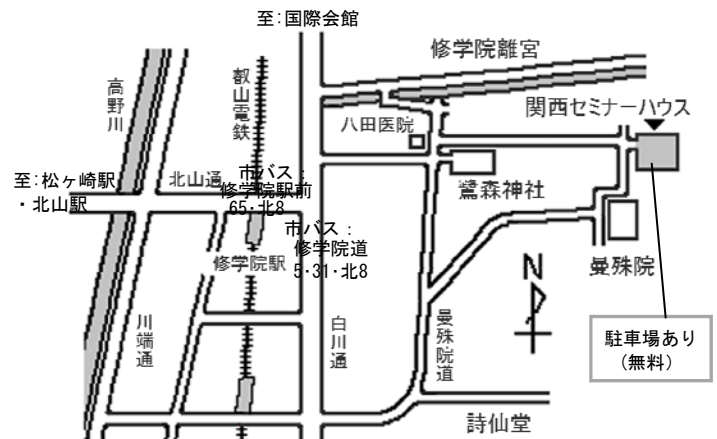 至：国際会館
修学院離宮
高野川
叡山電鉄
関西セミナーハウス
八田医院
至：松ヶ崎駅
・北山駅
北山通
市バス：
修学院駅前
65・北8
鷺森神社
市バス：
修学院道
5・31・北8
修学院駅
曼殊院
N
川端通
白川通
曼殊院道
駐車場あり
（無料）
詩仙堂